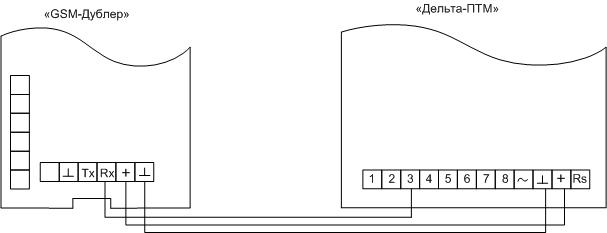 «GSM-Дублер»
«Дельта-ПТМ»
⊥ Tx Rx + ⊥
1 2 3 4 5 6 7 8 ~ ⊥ + Rs